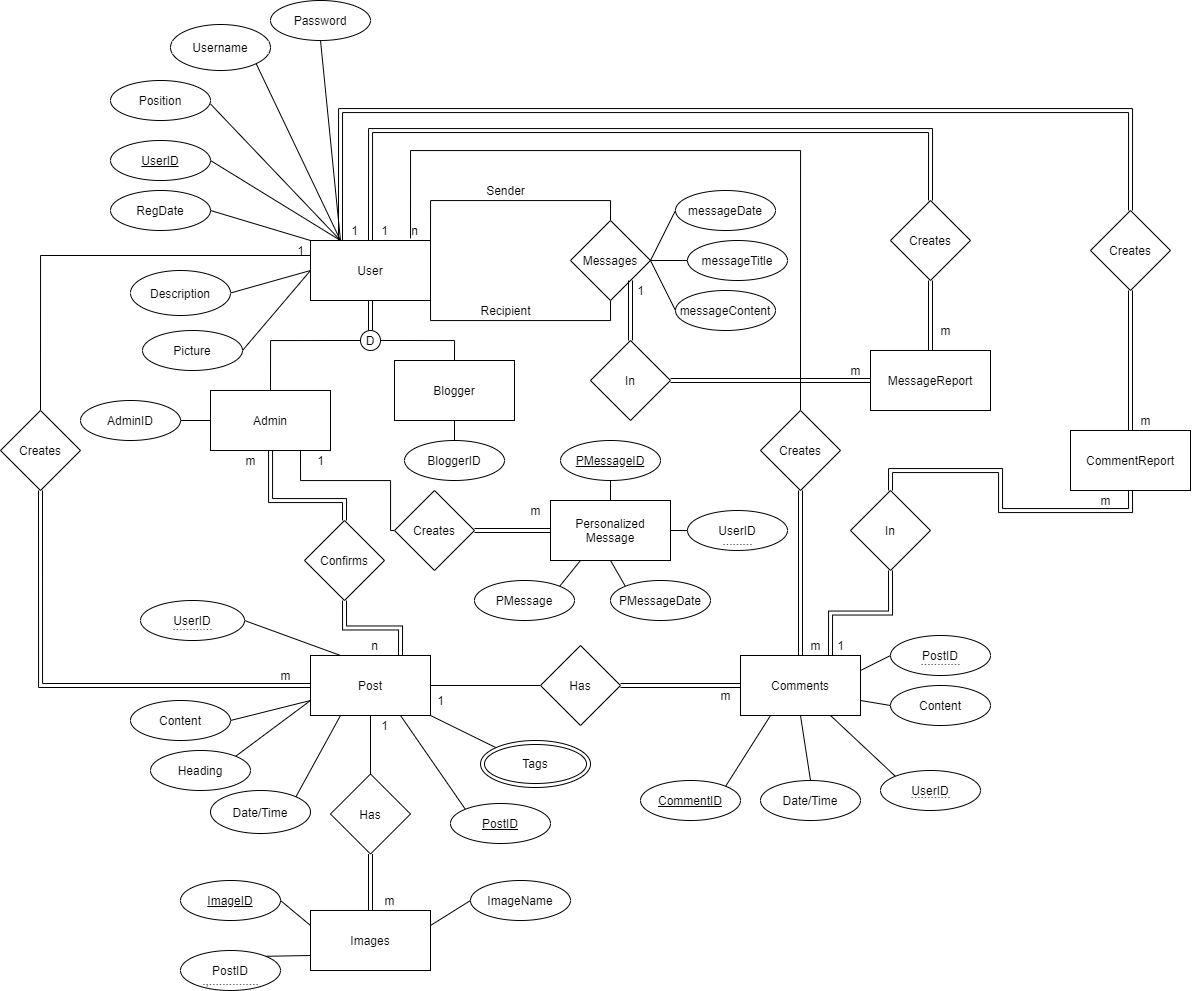 Password
Username
Position
UserID
RegDate
Sender
messageDate
1
1
n
Creates
Creates
1
User
Messages
messageTitle
Description
1
messageContent
Recipient
m
D
Picture
In
m
MessageReport
Blogger
AdminID
Admin
m
Creates
Creates
m
1
BloggerID
PMessageID
CommentReport
m
m
Creates
Personalized
Message
UserID
In
Confirms
PMessage
PMessageDate
UserID
n
m
1
PostID
m
Post
Has
Comments
1
m
Content
Content
1
Heading
Tags
Date/Time
Has
PostID
CommentID
Date/Time
UserID
ImageID
m
ImageName
Images
PostID